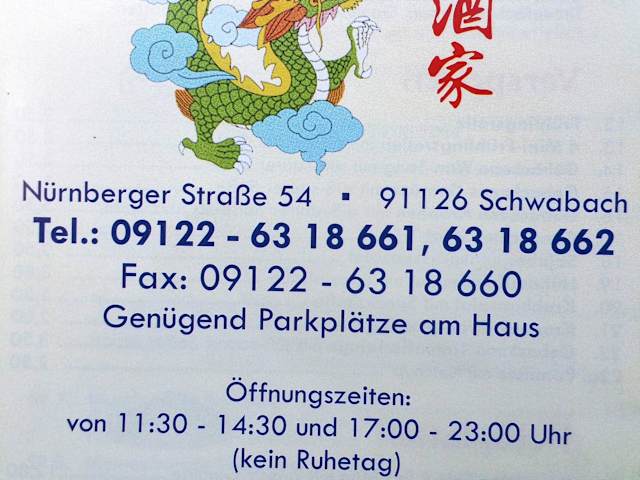 酒家
Nürnberger Straße 54 ▪ 91126 Schwabach
Tel.: 09122 - 63 18 661, 63 18 662
Fax: 09122 - 63 18 660
Genügend Parkplätze am Haus
Öffnungszeiten:
von 11:30 - 14:30 und 17:00 - 23:00 Uhr
(kein Ruhetag)